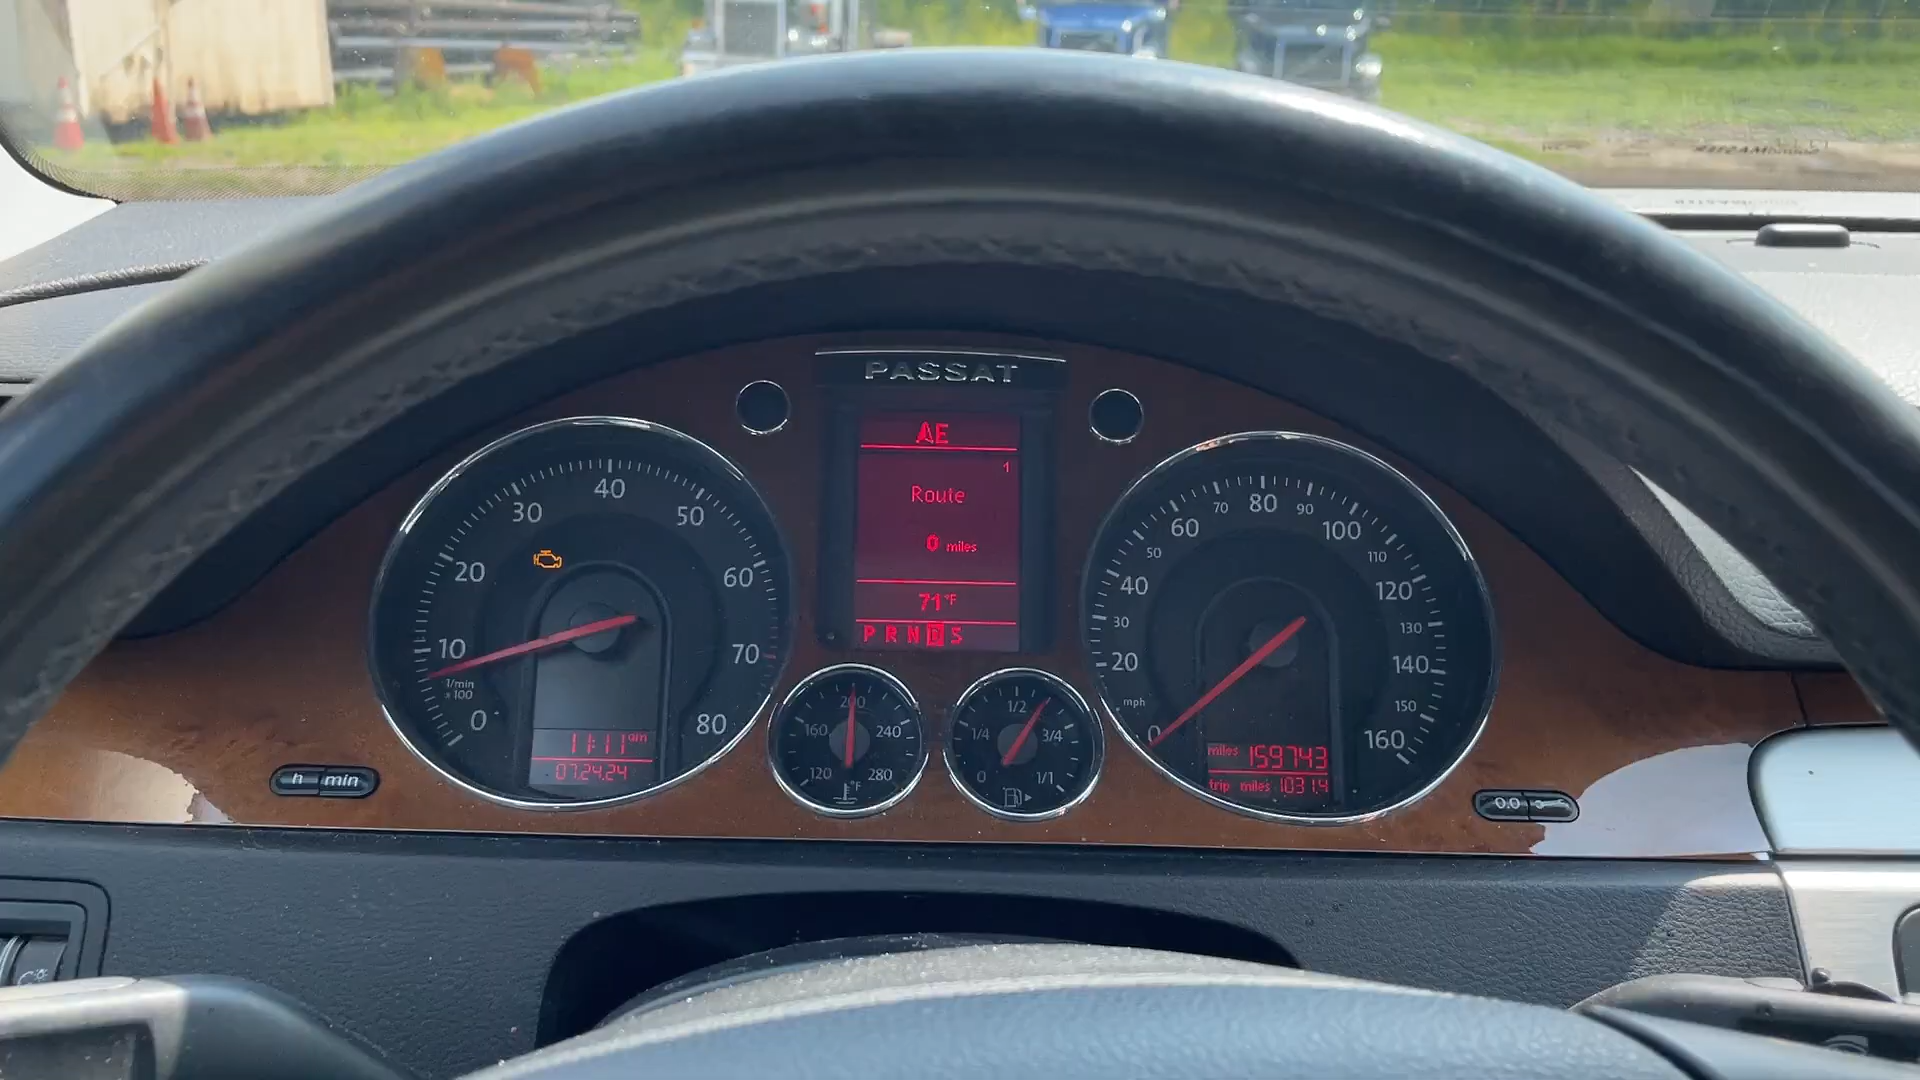 PASSAT
AE
1
Route
0 miles
71°F
P R N D S
0 10 20 30 40 50 60 70 80
1/min
x 100
11:11 am
07.24.24
120 160 200 240 280
°F
0 1/4 1/2 3/4 1/1
0 20 30 40 50 60 70 80 90 100 110 120 130 140 150 160
mph
miles 159743
trip miles 1031.4
h min
0.0